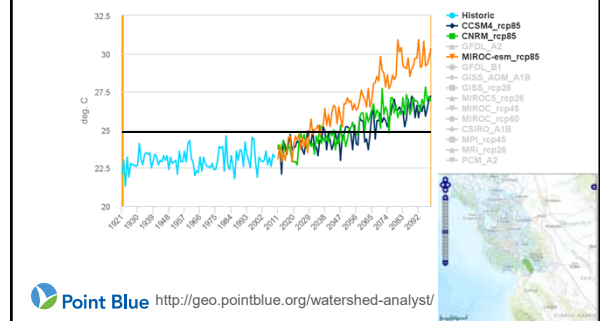 32.5
30
27.5
25
22.5
20
deg. C
1921
1930
1939
1948
1957
1966
1975
1984
1993
2002
2011
2020
2029
2038
2047
2056
2065
2074
2083
2092
Historic
CCSM4_rcp85
CNRM_rcp85
GFDL_A2
MIROC-esm_rcp85
GFDL_B1
GISS_AOM_A1B
GISS_rcp26
MIROC5_rcp26
MIROC_rcp45
MIROC_rcp60
CSIRO_A1B
MPI_rcp45
MRI_rcp26
PCM_A2
Point Blue http://geo.pointblue.org/watershed-analyst/